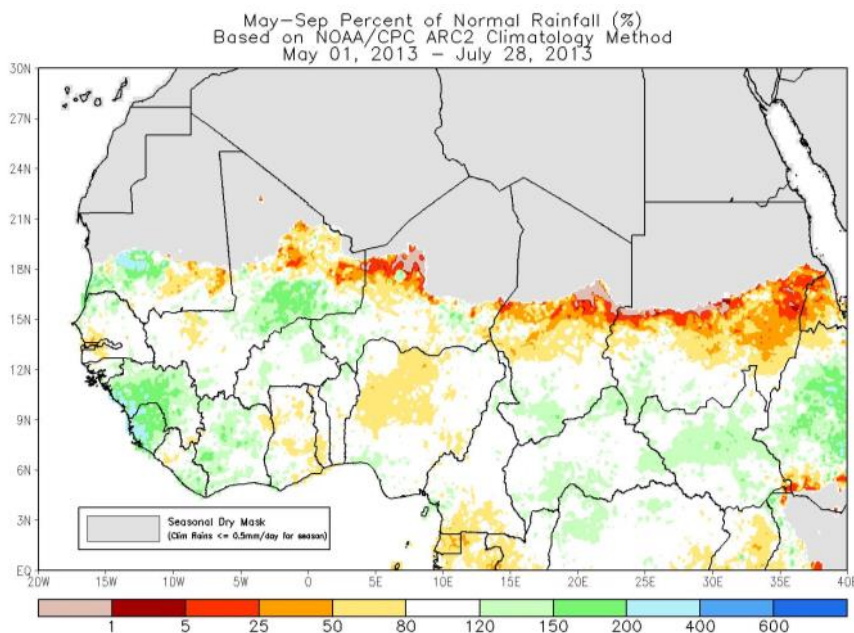 May-Sep Percent of Normal Rainfall (%)
Based on NOAA/CPC ARC2 Climatology Method
May 01, 2013 - July 28, 2013
30N
27N
24N
21N
18N
15N
12N
9N
6N
3N
EQ
Seasonal Dry Mask
(Clim Rains <= 0.5mm/day for season)
20W 15W 10W 5W 0 5E 10E 15E 20E 25E 30E 35E 40E
1 5 25 50 80 120 150 200 400 600